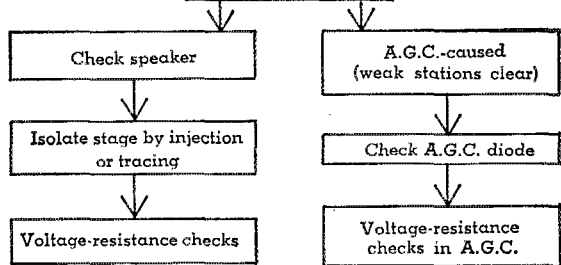 Check speaker
A.G.C.-caused
(weak stations clear)
Isolate stage by injection
or tracing
Check A.G.C. diode
Voltage-resistance checks
Voltage-resistance
checks in A.G.C.